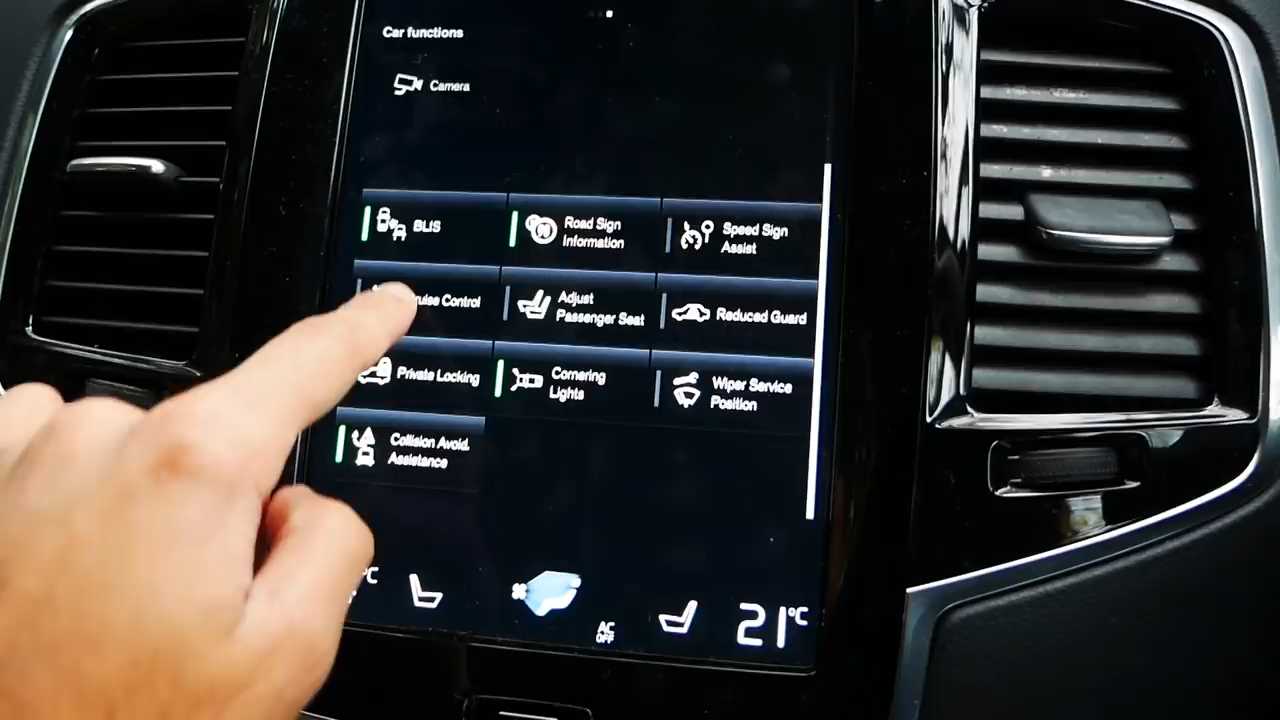 Car functions
Camera
BLIS
Road Sign
Information
Speed Sign
Assist
ruise Control
Adjust
Passenger Seat
Reduced Guard
Private Locking
Cornering
Lights
Wiper Service
Position
Collision Avoid.
Assistance
°C
AC
OFF
21°C